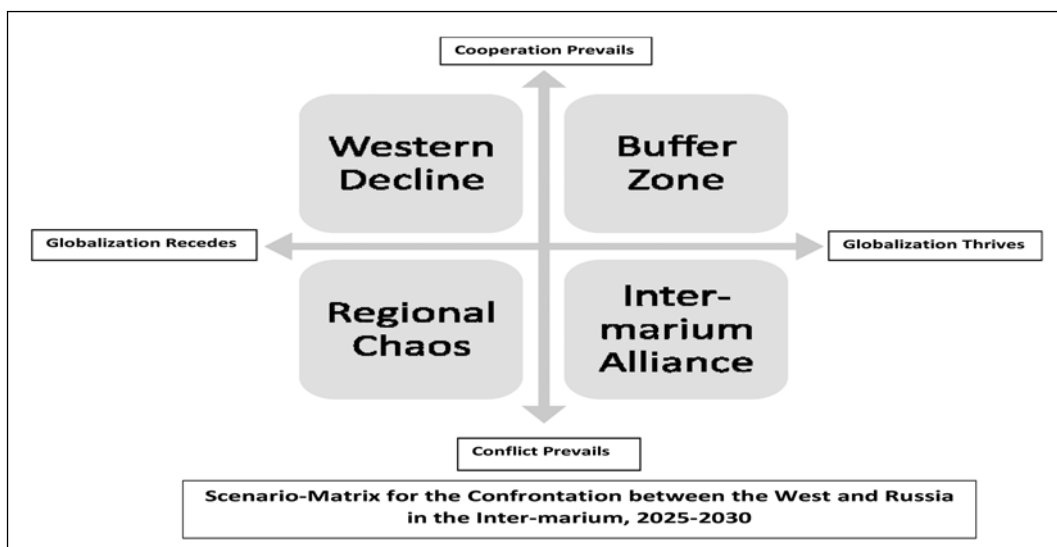 Cooperation Prevails
Western
Decline
Buffer
Zone
Globalization Recedes
Globalization Thrives
Regional
Chaos
Inter-
marium
Alliance
Conflict Prevails
Scenario-Matrix for the Confrontation between the West and Russia
in the Inter-marium, 2025-2030